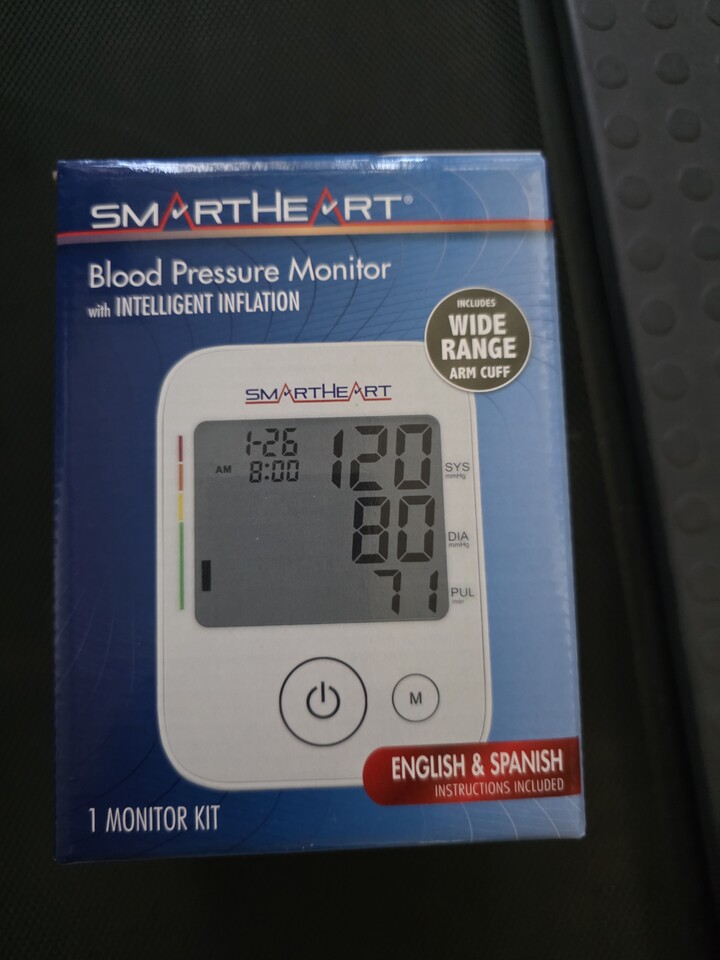 SMARTHEART®
Blood Pressure Monitor
with INTELLIGENT INFLATION
INCLUDES
WIDE
RANGE
ARM CUFF
SMARTHEART
1-26
AM 8:00
120
SYS
mmHg
80
DIA
mmHg
71
PUL
/min
M
ENGLISH & SPANISH
INSTRUCTIONS INCLUDED
1 MONITOR KIT